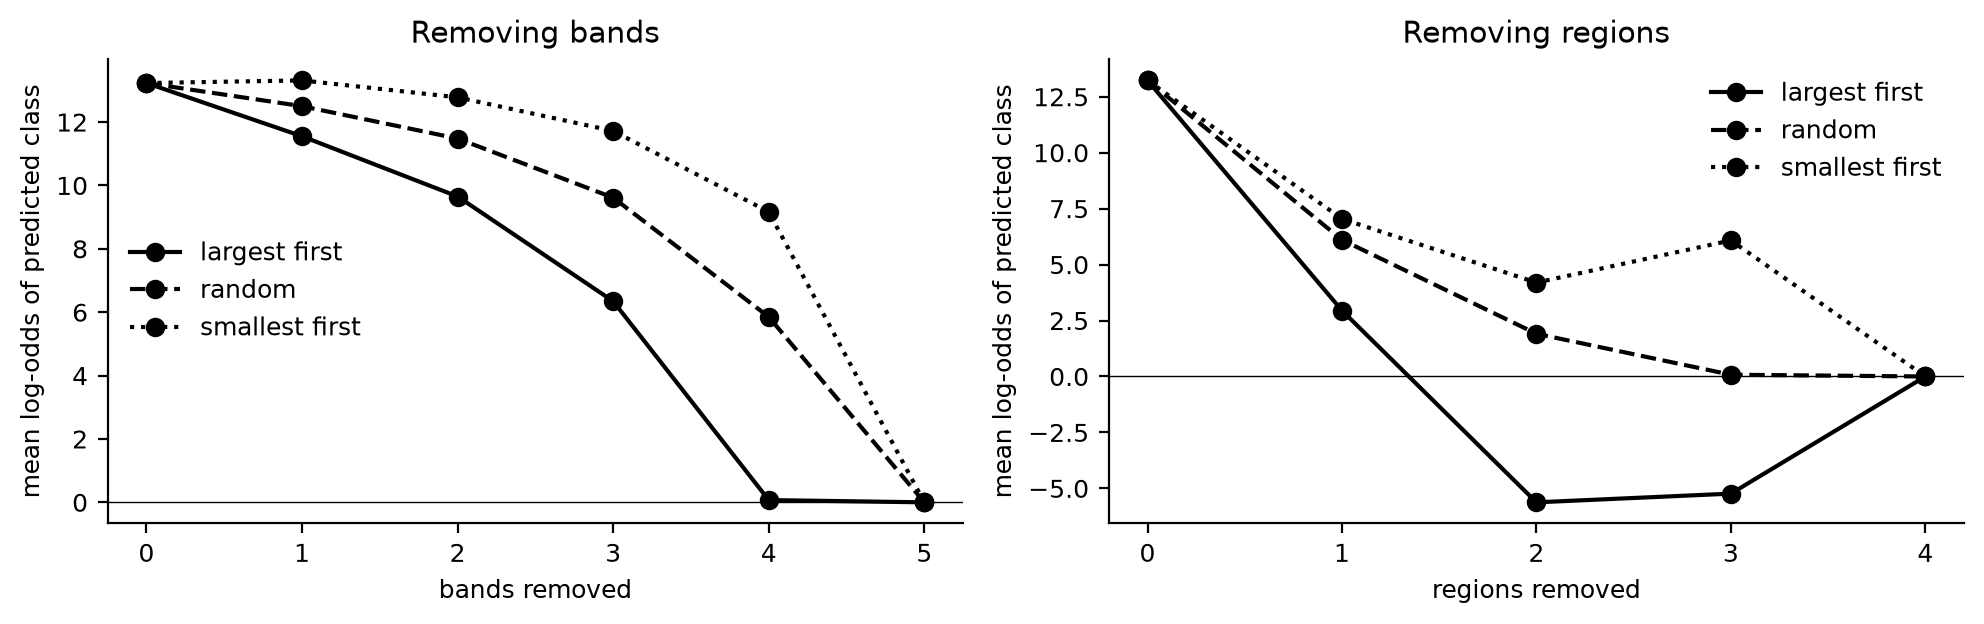 Removing bands
mean log-odds of predicted class
12
10
8
6
4
2
0
largest first
random
smallest first
0 1 2 3 4 5
bands removed
Removing regions
mean log-odds of predicted class
12.5
10.0
7.5
5.0
2.5
0.0
−2.5
−5.0
largest first
random
smallest first
0 1 2 3 4
regions removed